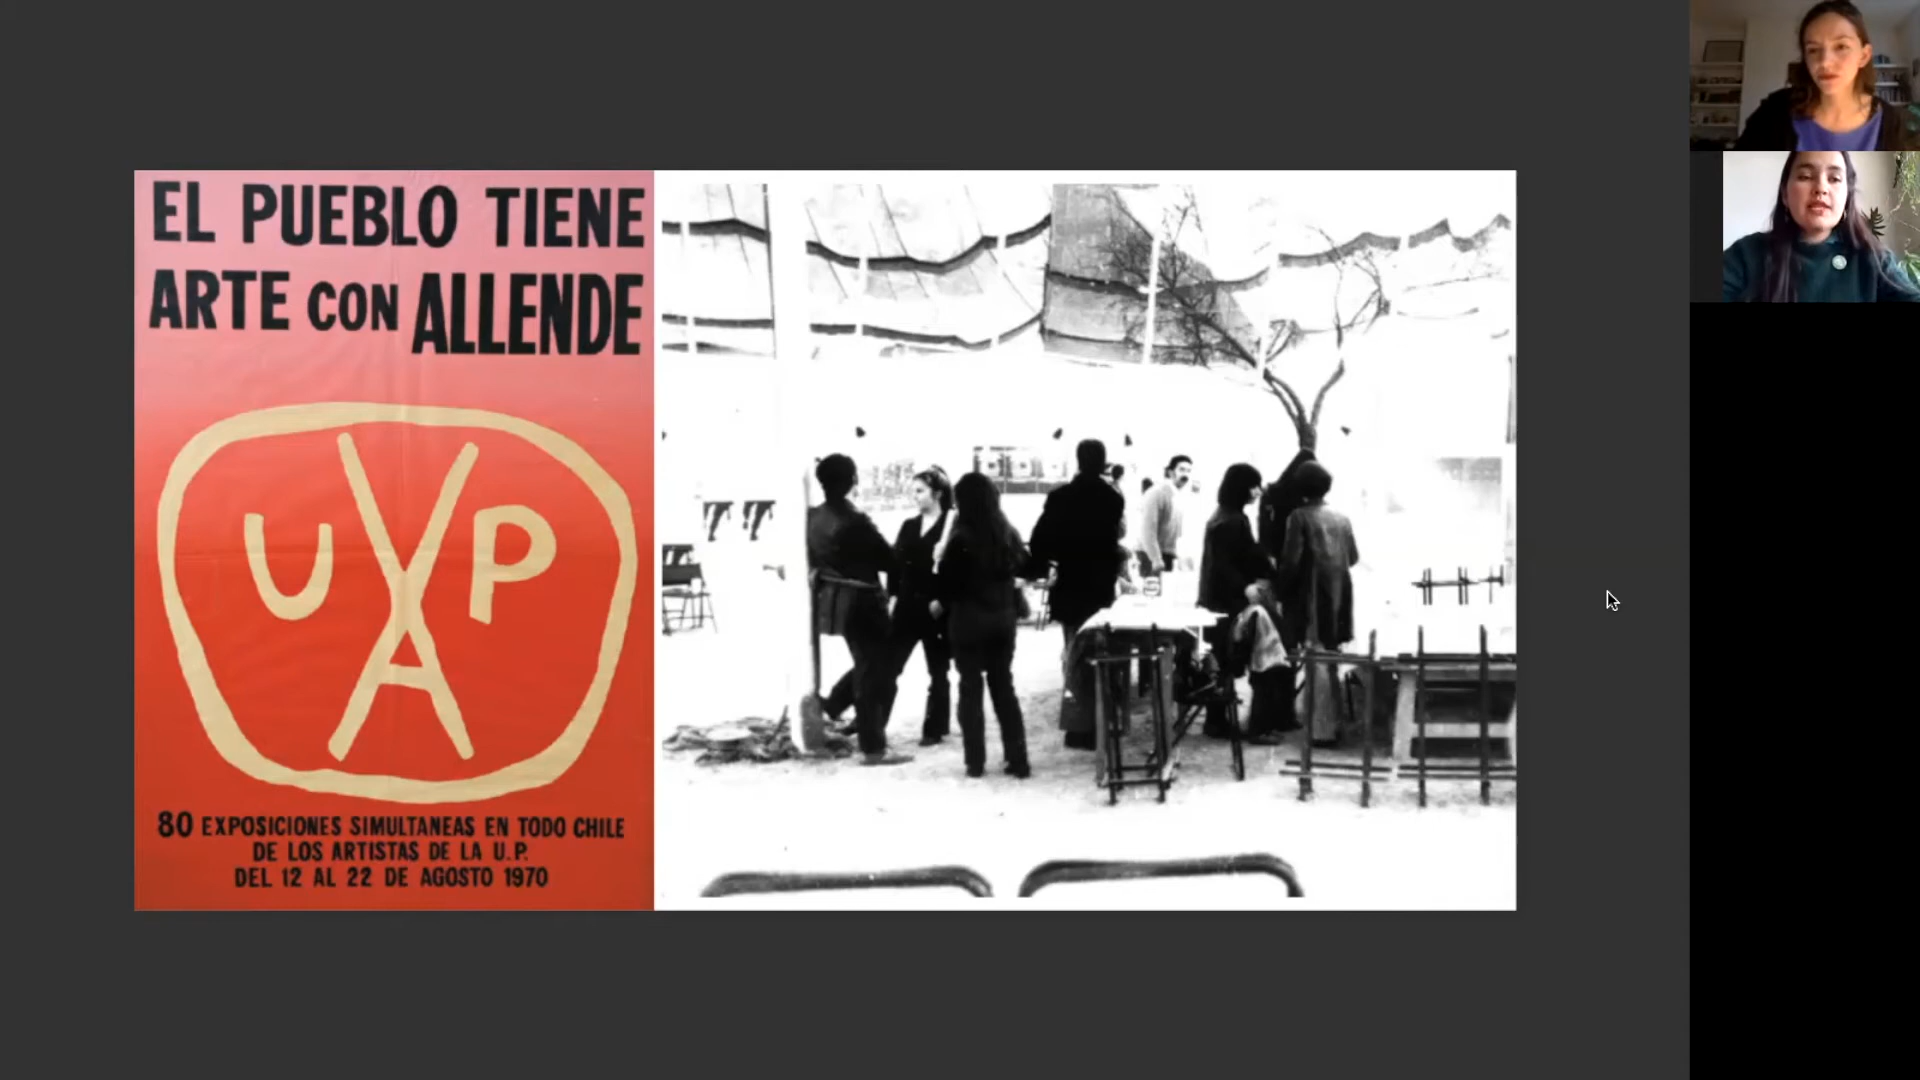 EL PUEBLO TIENE
ARTE CON ALLENDE
U P
A
80 EXPOSICIONES SIMULTANEAS EN TODO CHILE
DE LOS ARTISTAS DE LA U.P.
DEL 12 AL 22 DE AGOSTO 1970